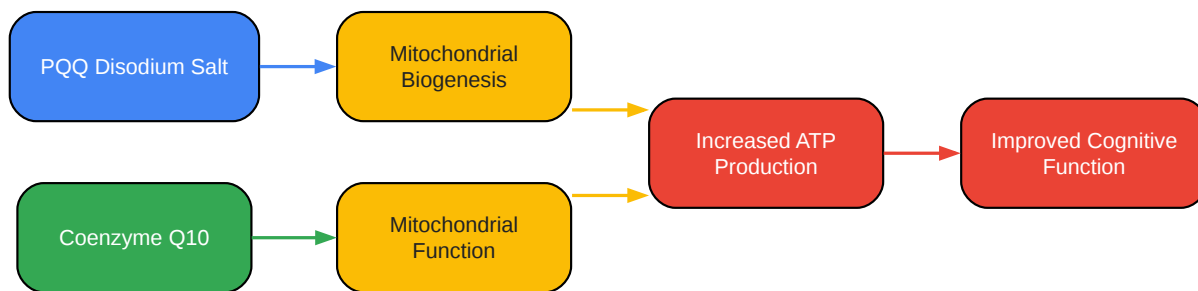 PQQ Disodium Salt
Mitochondrial
Biogenesis
Increased ATP
Production
Improved Cognitive
Function
Coenzyme Q10
Mitochondrial
Function